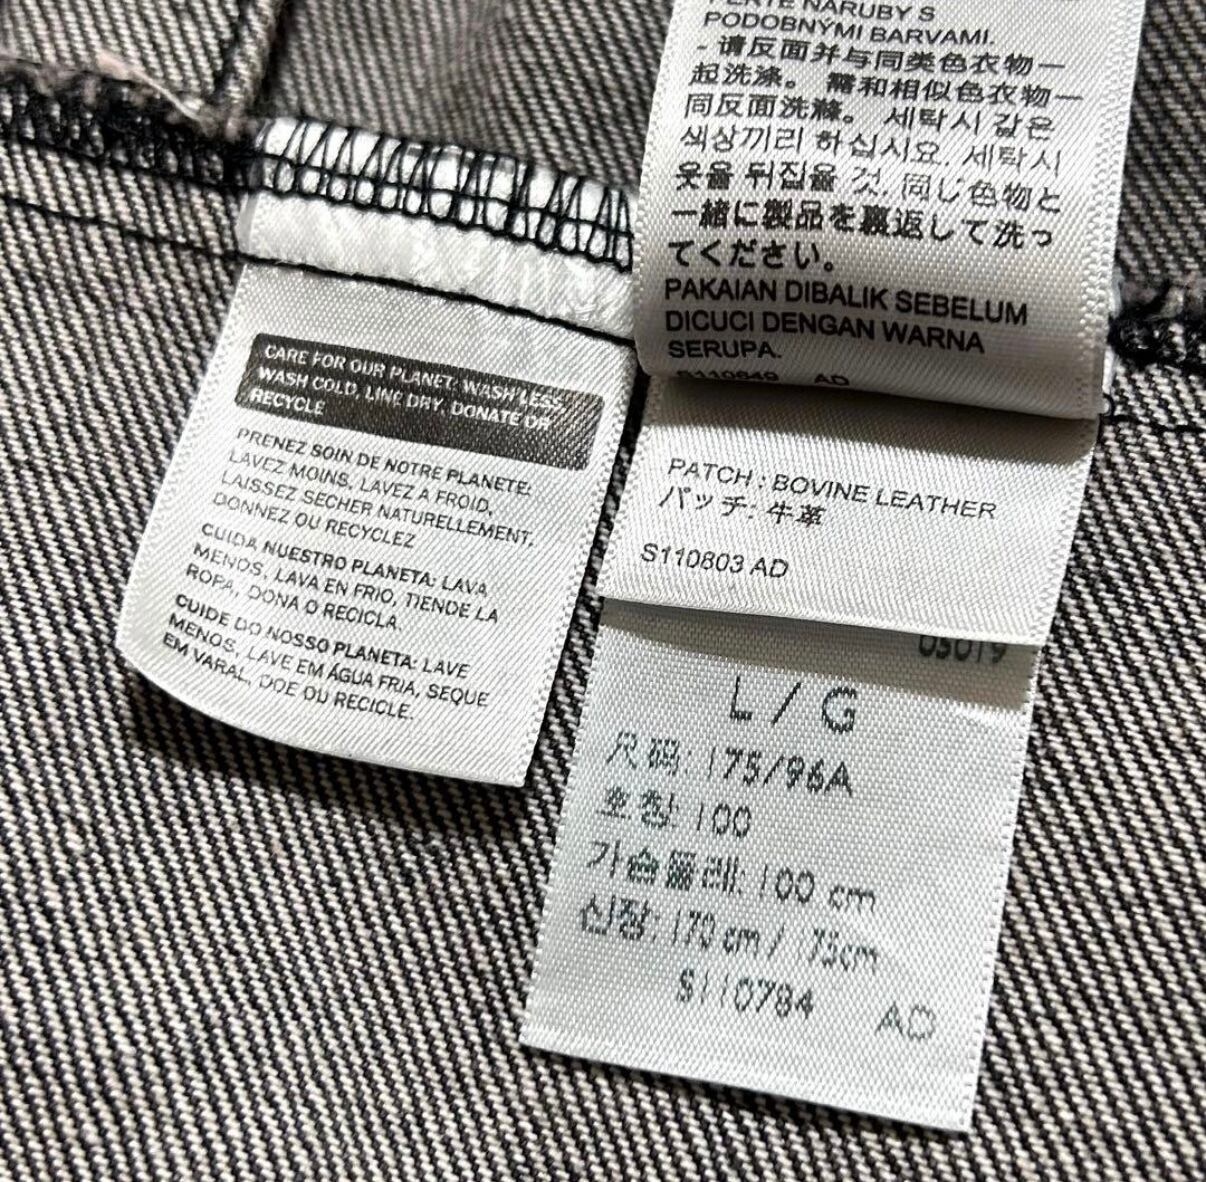 CARE FOR OUR PLANET: WASH LESS,
WASH COLD, LINE DRY, DONATE OR
RECYCLE
PRENEZ SOIN DE NOTRE PLANETE:
LAVEZ MOINS, LAVEZ A FROID,
LAISSEZ SECHER NATURELLEMENT.
DONNEZ OU RECYCLEZ
CUIDA NUESTRO PLANETA: LAVA
MENOS, LAVA EN FRIO, TIENDE LA
ROPA, DONA O RECICLA.
CUIDE DO NOSSO PLANETA: LAVE
MENOS, LAVE EM ÁGUA FRIA, SEQUE
EM VARAL, DOE OU RECICLE.
NARUBY S
PODOBNÝMI BARVAMI.
- 请反面并与同类色衣物一
起洗涤。 需和相似色衣物一
同反面洗滌。 세탁시 같은
색상끼리 하십시요. 세탁시
옷을 뒤집을 것. 同じ色物と
一緒に製品を裏返して洗っ
てください。
PAKAIAN DIBALIK SEBELUM
DICUCI DENGAN WARNA
SERUPA.
S110649 AD
PATCH : BOVINE LEATHER
パッチ: 牛革
S110803 AD
05019
L / G
尺码: 175/96A
호칭: 100
가슴둘레: 100 cm
신장: 170 cm / 175cm
S110784 AD